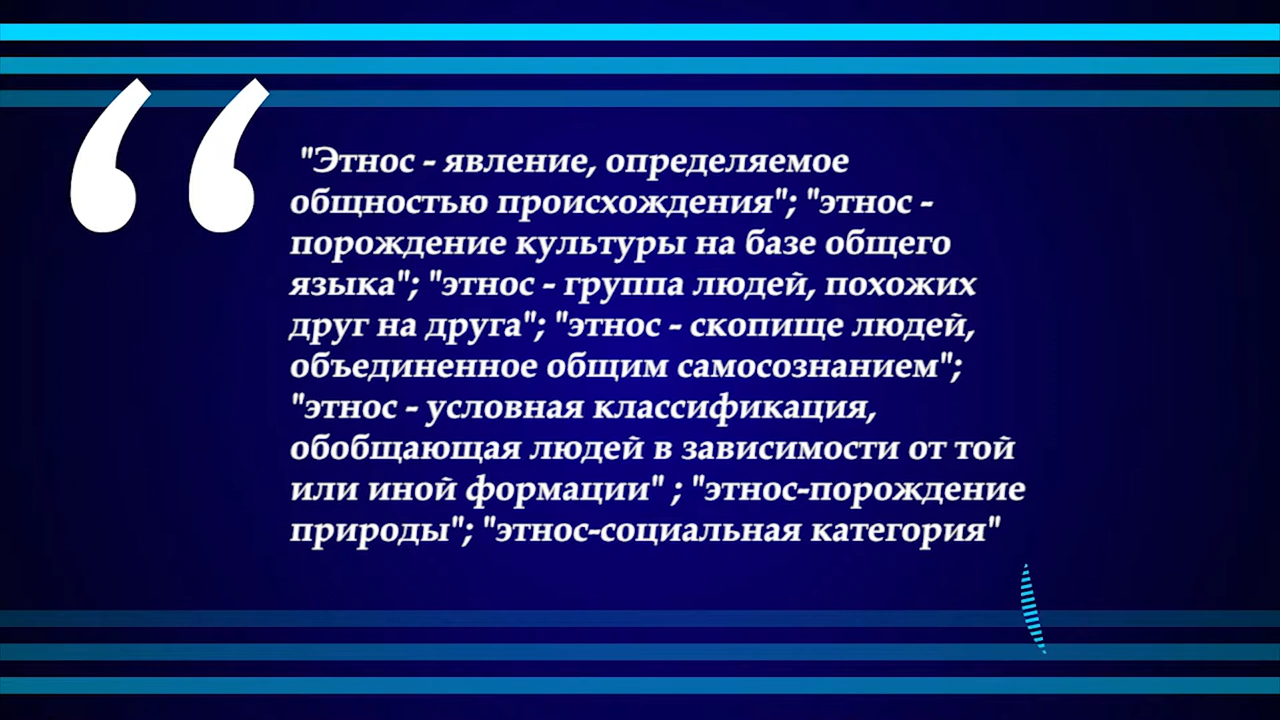 "Этнос - явление, определяемое
общностью происхождения"; "этнос -
порождение культуры на базе общего
языка"; "этнос - группа людей, похожих
друг на друга"; "этнос - скопище людей,
объединенное общим самосознанием";
"этнос - условная классификация,
обобщающая людей в зависимости от той
или иной формации" ; "этнос-порождение
природы"; "этнос-социальная категория"